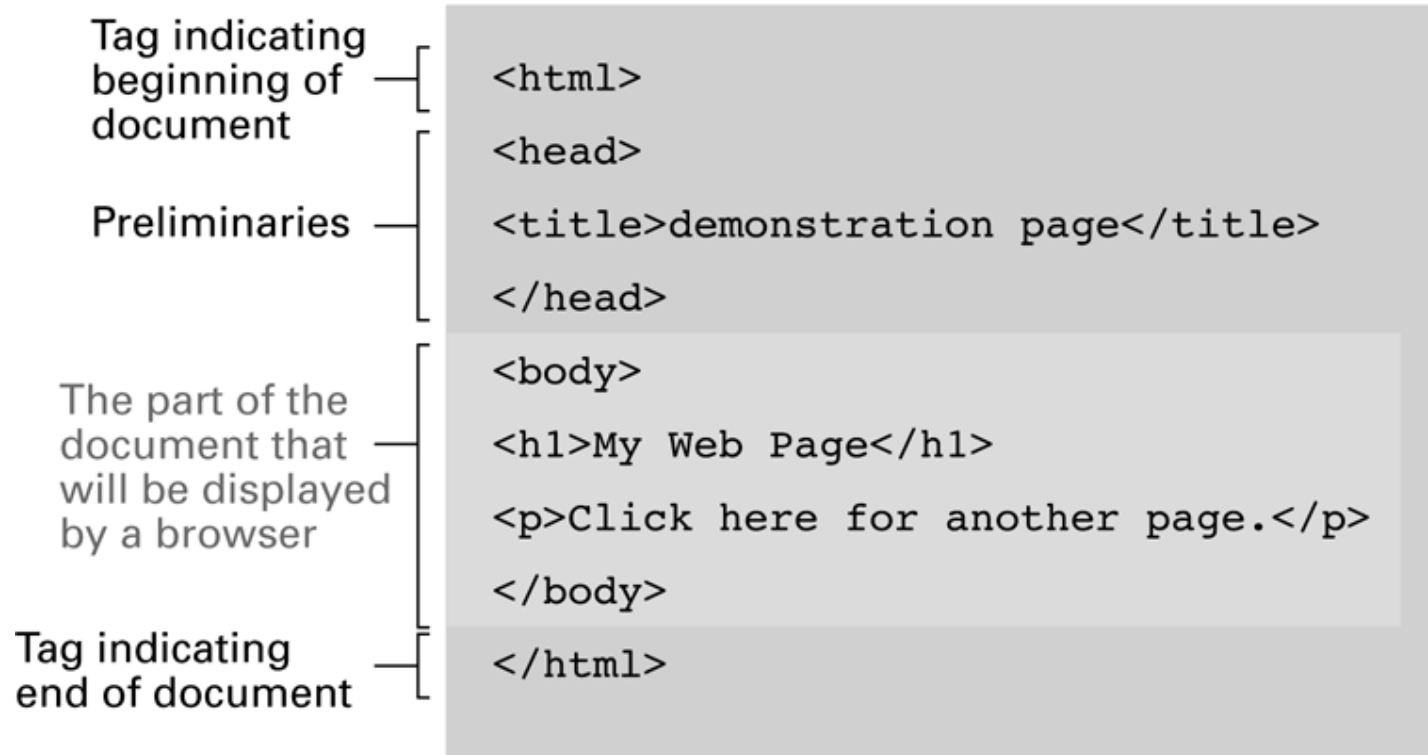 Tag indicating
beginning of
document
<html>
<head>
Preliminaries
<title>demonstration page</title>
</head>
The part of the
document that
will be displayed
by a browser
<body>
<h1>My Web Page</h1>
<p>Click here for another page.</p>
</body>
Tag indicating
end of document
</html>